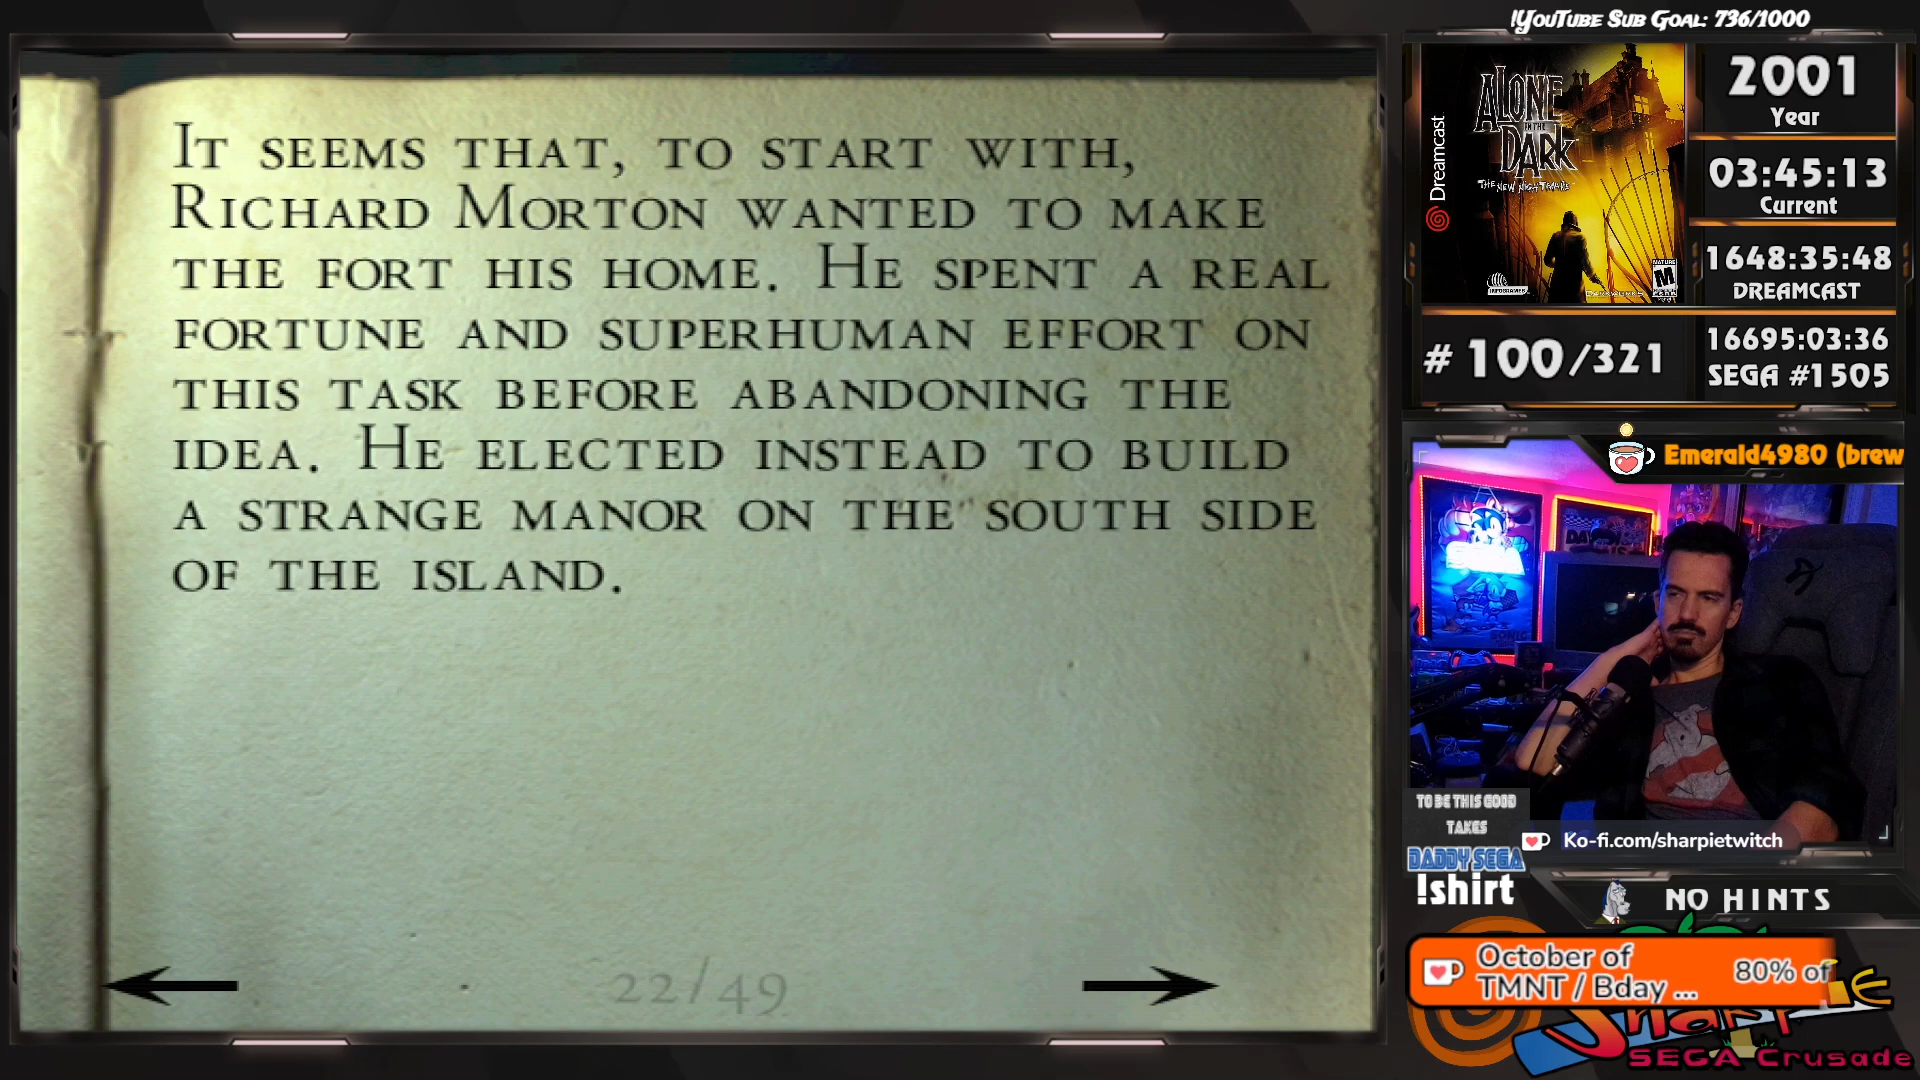 IT SEEMS THAT, TO START WITH,
RICHARD MORTON WANTED TO MAKE
THE FORT HIS HOME. HE SPENT A REAL
FORTUNE AND SUPERHUMAN EFFORT ON
THIS TASK BEFORE ABANDONING THE
IDEA. HE ELECTED INSTEAD TO BUILD
A STRANGE MANOR ON THE SOUTH SIDE
OF THE ISLAND.
22/49
!YOUTUBE SUB GOAL: 736/1000
Dreamcast
ALONE
IN THE
DARK
THE NEW NIGHTMARE
INFOGRAMES
DARKWORKS
MATURE
M
2001
Year
03:45:13
Current
1648:35:48
DREAMCAST
# 100/321
16695:03:36
SEGA #1505
Emerald4980 (brew
SONIC
TO BE THIS GOOD
TAKES
DADDY SEGA
!shirt
Ko-fi.com/sharpietwitch
NO HINTS
October of
TMNT / Bday ...
80% of
SEGA Crusade